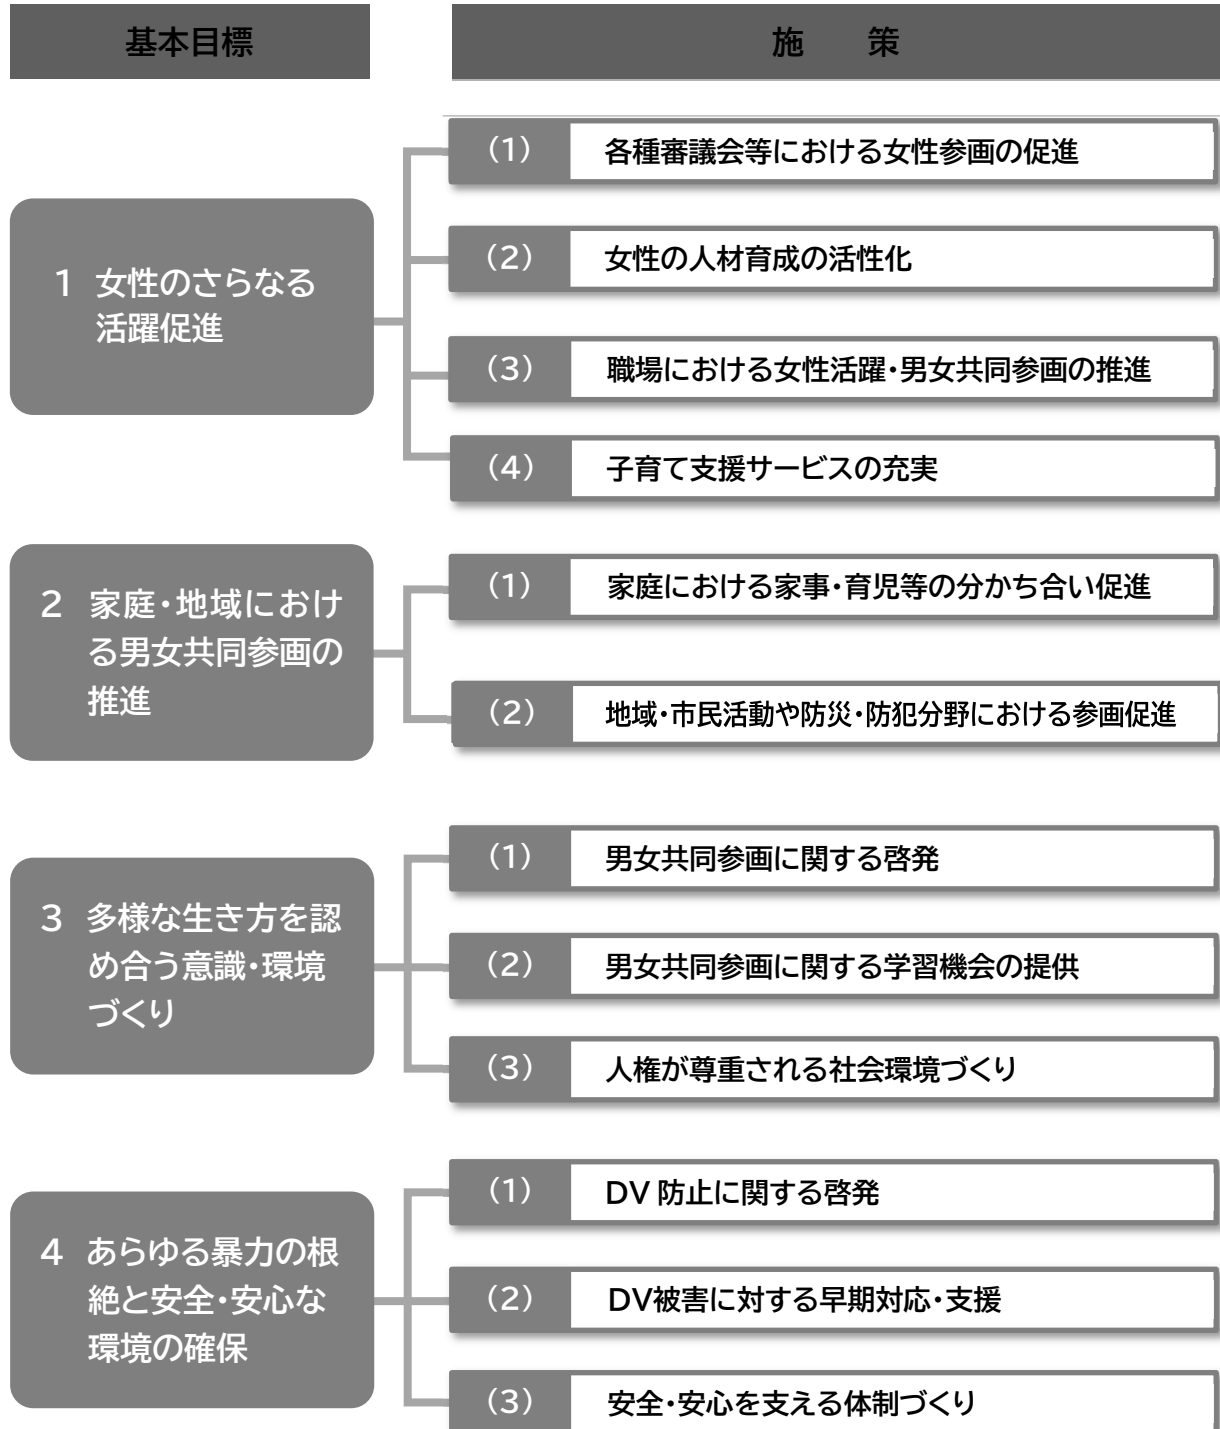 基本目標
施　策
1 女性のさらなる
活躍促進
(1) 各種審議会等における女性参画の促進
(2) 女性の人材育成の活性化
(3) 職場における女性活躍・男女共同参画の推進
(4) 子育て支援サービスの充実
2 家庭・地域におけ
る男女共同参画の
推進
(1) 家庭における家事・育児等の分かち合い促進
(2) 地域・市民活動や防災・防犯分野における参画促進
3 多様な生き方を認
め合う意識・環境
づくり
(1) 男女共同参画に関する啓発
(2) 男女共同参画に関する学習機会の提供
(3) 人権が尊重される社会環境づくり
4 あらゆる暴力の根
絶と安全・安心な
環境の確保
(1) DV 防止に関する啓発
(2) DV被害に対する早期対応・支援
(3) 安全・安心を支える体制づくり